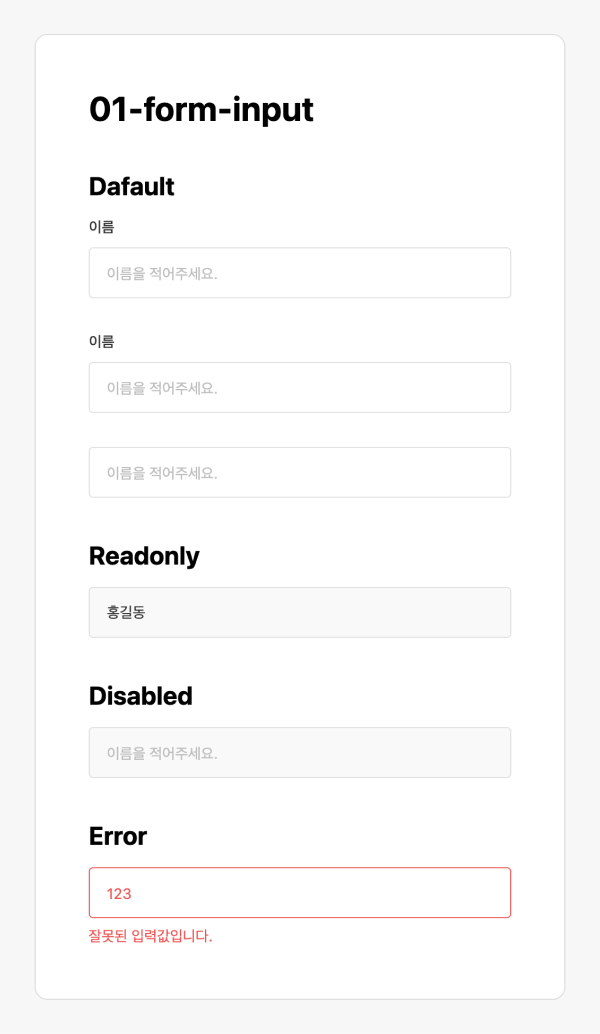 01-form-input
Dafault
이름
이름을 적어주세요.
이름
이름을 적어주세요.
이름을 적어주세요.
Readonly
홍길동
Disabled
이름을 적어주세요.
Error
123
잘못된 입력값입니다.